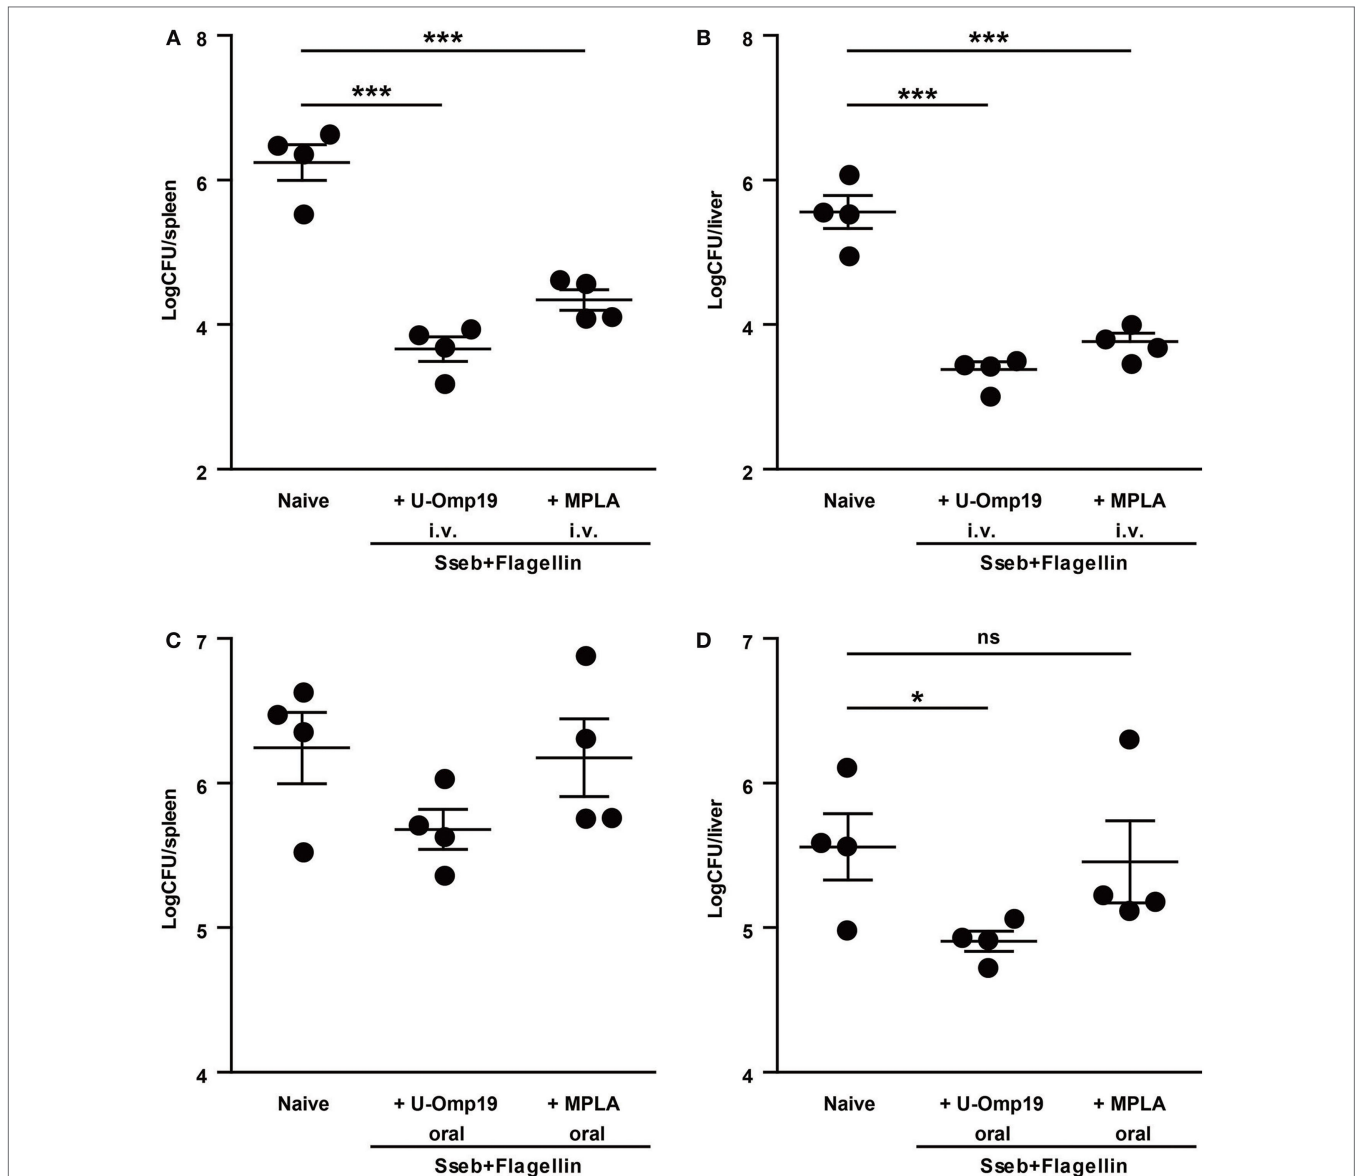 A
8
6
4
2
LogCFU/spleen
***
***
Naive
+ U-Omp19
+ MPLA
i.v.
i.v.
Sseb+Flagellin
B
8
6
4
2
LogCFU/liver
***
***
Naive
+ U-Omp19
+ MPLA
i.v.
i.v.
Sseb+Flagellin
C
7
6
5
4
LogCFU/spleen
Naive
+ U-Omp19
+ MPLA
oral
oral
Sseb+Flagellin
D
7
6
5
4
LogCFU/liver
ns
*
Naive
+ U-Omp19
+ MPLA
oral
oral
Sseb+Flagellin